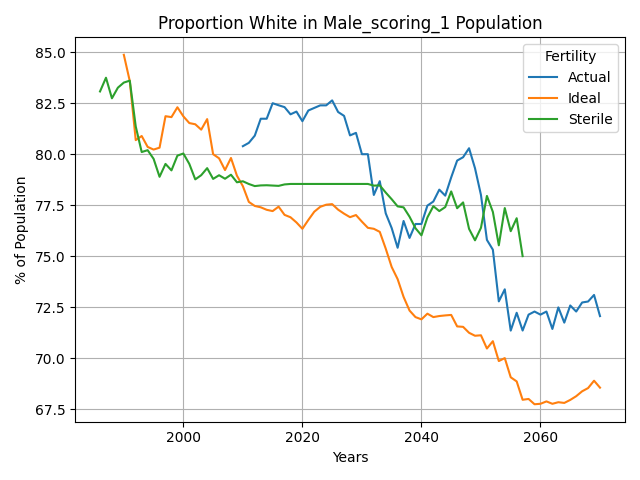 Proportion White in Male_scoring_1 Population
Fertility
Actual
Ideal
Sterile
85.0
82.5
80.0
77.5
75.0
72.5
70.0
67.5
% of Population
2000
2020
2040
2060
Years